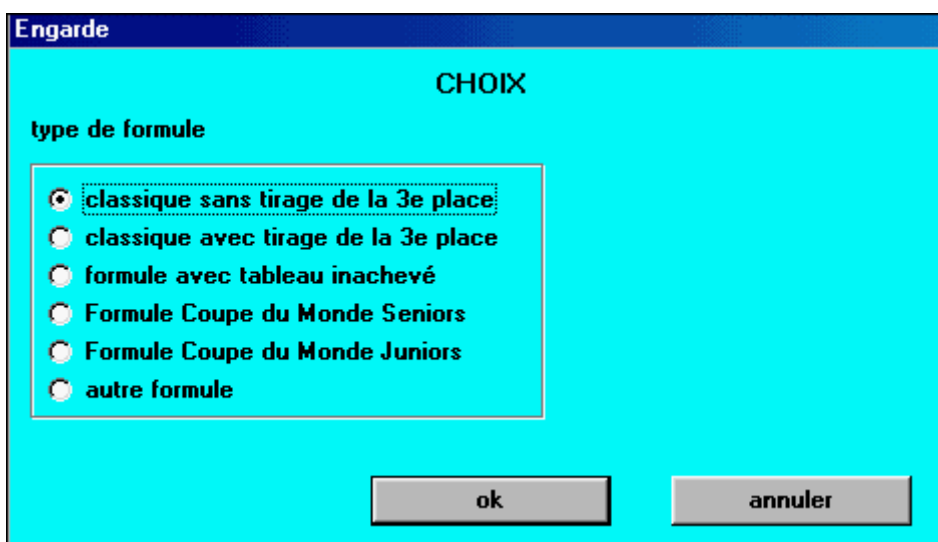 Engarde
CHOIX
type de formule
classique sans tirage de la 3e place
classique avec tirage de la 3e place
formule avec tableau inachevé
Formule Coupe du Monde Seniors
Formule Coupe du Monde Juniors
autre formule
ok
annuler